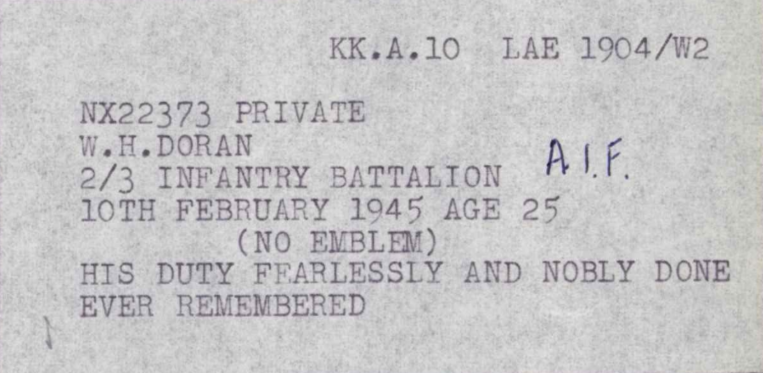 KK.A.10 LAE 1904/W2
NX22373 PRIVATE
W.H.DORAN
2/3 INFANTRY BATTALION A.I.F.
10TH FEBRUARY 1945 AGE 25
(NO EMBLEM)
HIS DUTY FEARLESSLY AND NOBLY DONE
EVER REMEMBERED